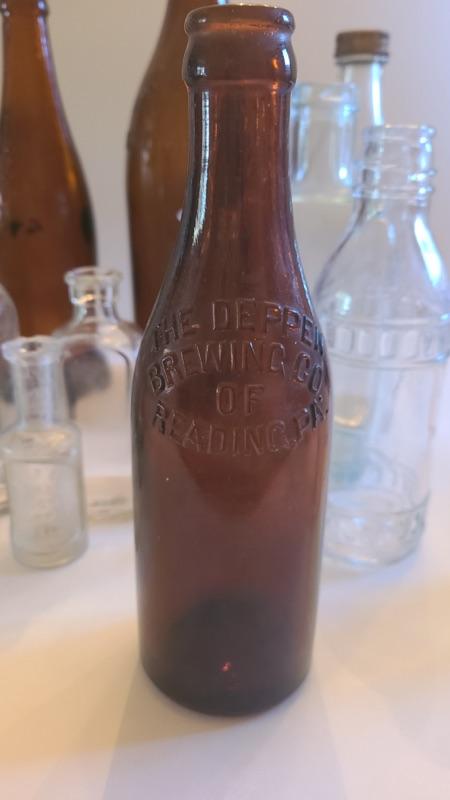 THE DEPPEN
BREWING CO.
OF
READING, PA.